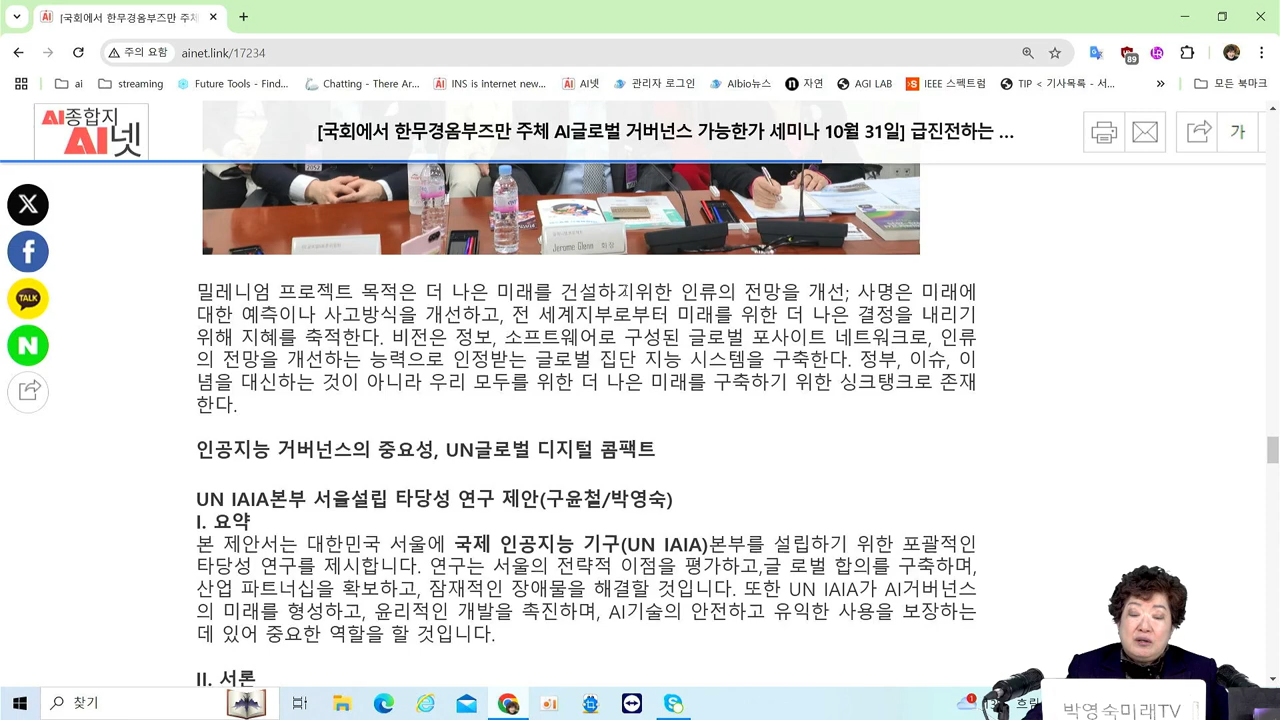 [국회에서 한무경옴부즈만 주체
주의 요함
ainet.link/17234
89
ai
streaming
Future Tools - Find...
Chatting - There Ar...
INS is internet new...
AI넷
관리자 로그인
AIbio뉴스
자연
AGI LAB
IEEE 스펙트럼
TIP < 기사목록 - 서...
모든 북마크
AI종합지
AI넷
[국회에서 한무경옴부즈만 주체 AI글로벌 거버넌스 가능한가 세미나 10월 31일] 급진전하는 ...
가
TALK
N
Jerome Glenn 회장
밀레니엄 프로젝트 목적은 더 나은 미래를 건설하기위한 인류의 전망을 개선; 사명은 미래에
대한 예측이나 사고방식을 개선하고, 전 세계지부로부터 미래를 위한 더 나은 결정을 내리기
위해 지혜를 축적한다. 비전은 정보, 소프트웨어로 구성된 글로벌 포사이트 네트워크로, 인류
의 전망을 개선하는 능력으로 인정받는 글로벌 집단 지능 시스템을 구축한다. 정부, 이슈, 이
념을 대신하는 것이 아니라 우리 모두를 위한 더 나은 미래를 구축하기 위한 싱크탱크로 존재
한다.
인공지능 거버넌스의 중요성, UN글로벌 디지털 콤팩트
UN IAIA본부 서울설립 타당성 연구 제안(구윤철/박영숙)
I. 요약
본 제안서는 대한민국 서울에 국제 인공지능 기구(UN IAIA)본부를 설립하기 위한 포괄적인
타당성 연구를 제시합니다. 연구는 서울의 전략적 이점을 평가하고,글 로벌 합의를 구축하며,
산업 파트너십을 확보하고, 잠재적인 장애물을 해결할 것입니다. 또한 UN IAIA가 AI거버넌스
의 미래를 형성하고, 윤리적인 개발을 촉진하며, AI기술의 안전하고 유익한 사용을 보장하는
데 있어 중요한 역할을 할 것입니다.
II. 서론
찾기
박영숙미래TV